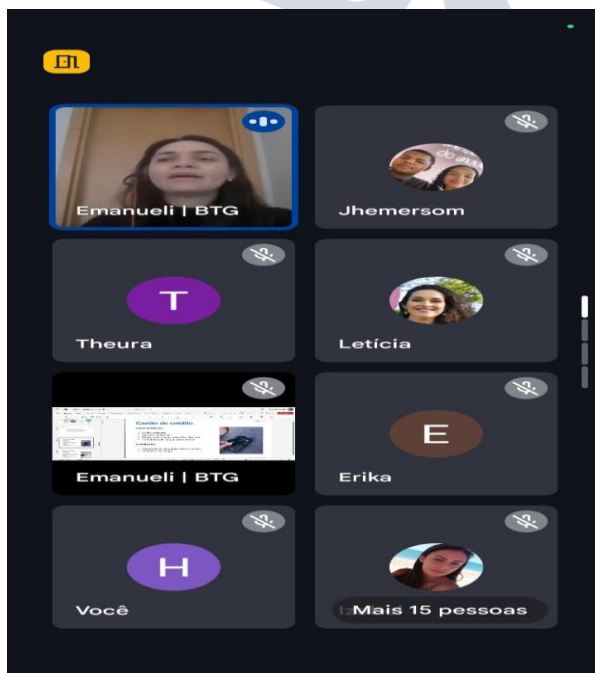 Emanueli | BTG
Jhemersom
T
Theura
Letícia
Cartão de crédito
Emanueli | BTG
E
Erika
H
Você
Mais 15 pessoas